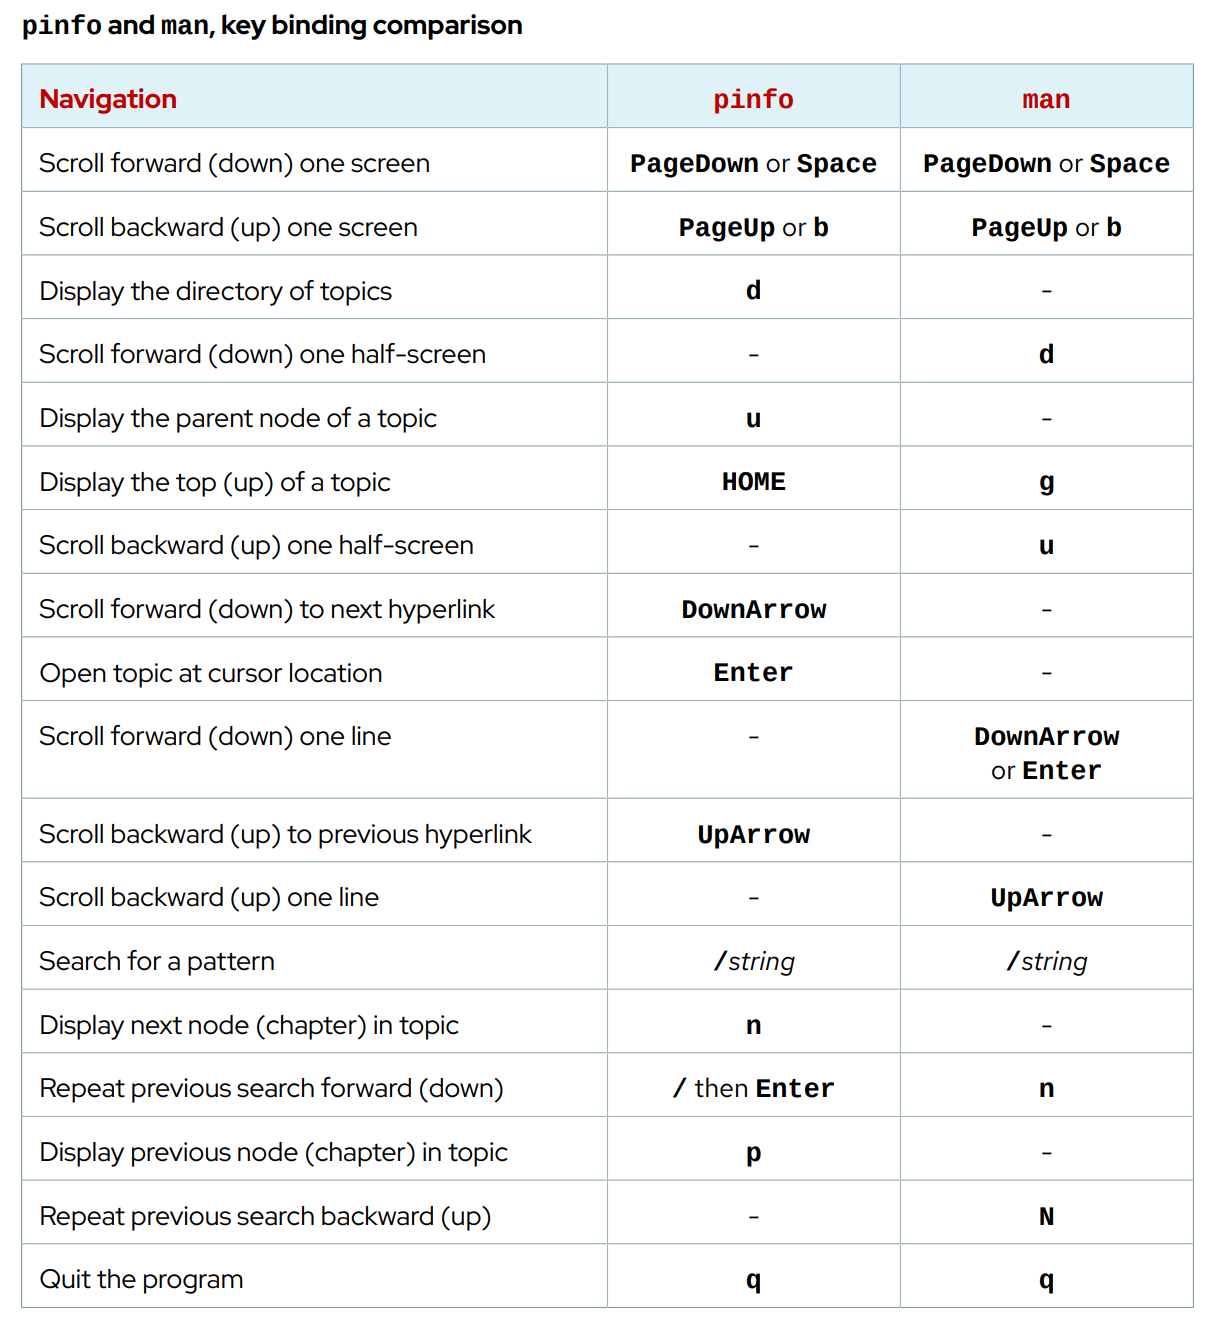 pinfo and man, key binding comparison
Navigation pinfo man
Scroll forward (down) one screen PageDown or Space PageDown or Space
Scroll backward (up) one screen PageUp or b PageUp or b
Display the directory of topics d -
Scroll forward (down) one half-screen - d
Display the parent node of a topic u -
Display the top (up) of a topic HOME g
Scroll backward (up) one half-screen - u
Scroll forward (down) to next hyperlink DownArrow -
Open topic at cursor location Enter -
Scroll forward (down) one line - DownArrow
or Enter
Scroll backward (up) to previous hyperlink UpArrow -
Scroll backward (up) one line - UpArrow
Search for a pattern /string /string
Display next node (chapter) in topic n -
Repeat previous search forward (down) / then Enter n
Display previous node (chapter) in topic p -
Repeat previous search backward (up) - N
Quit the program q q